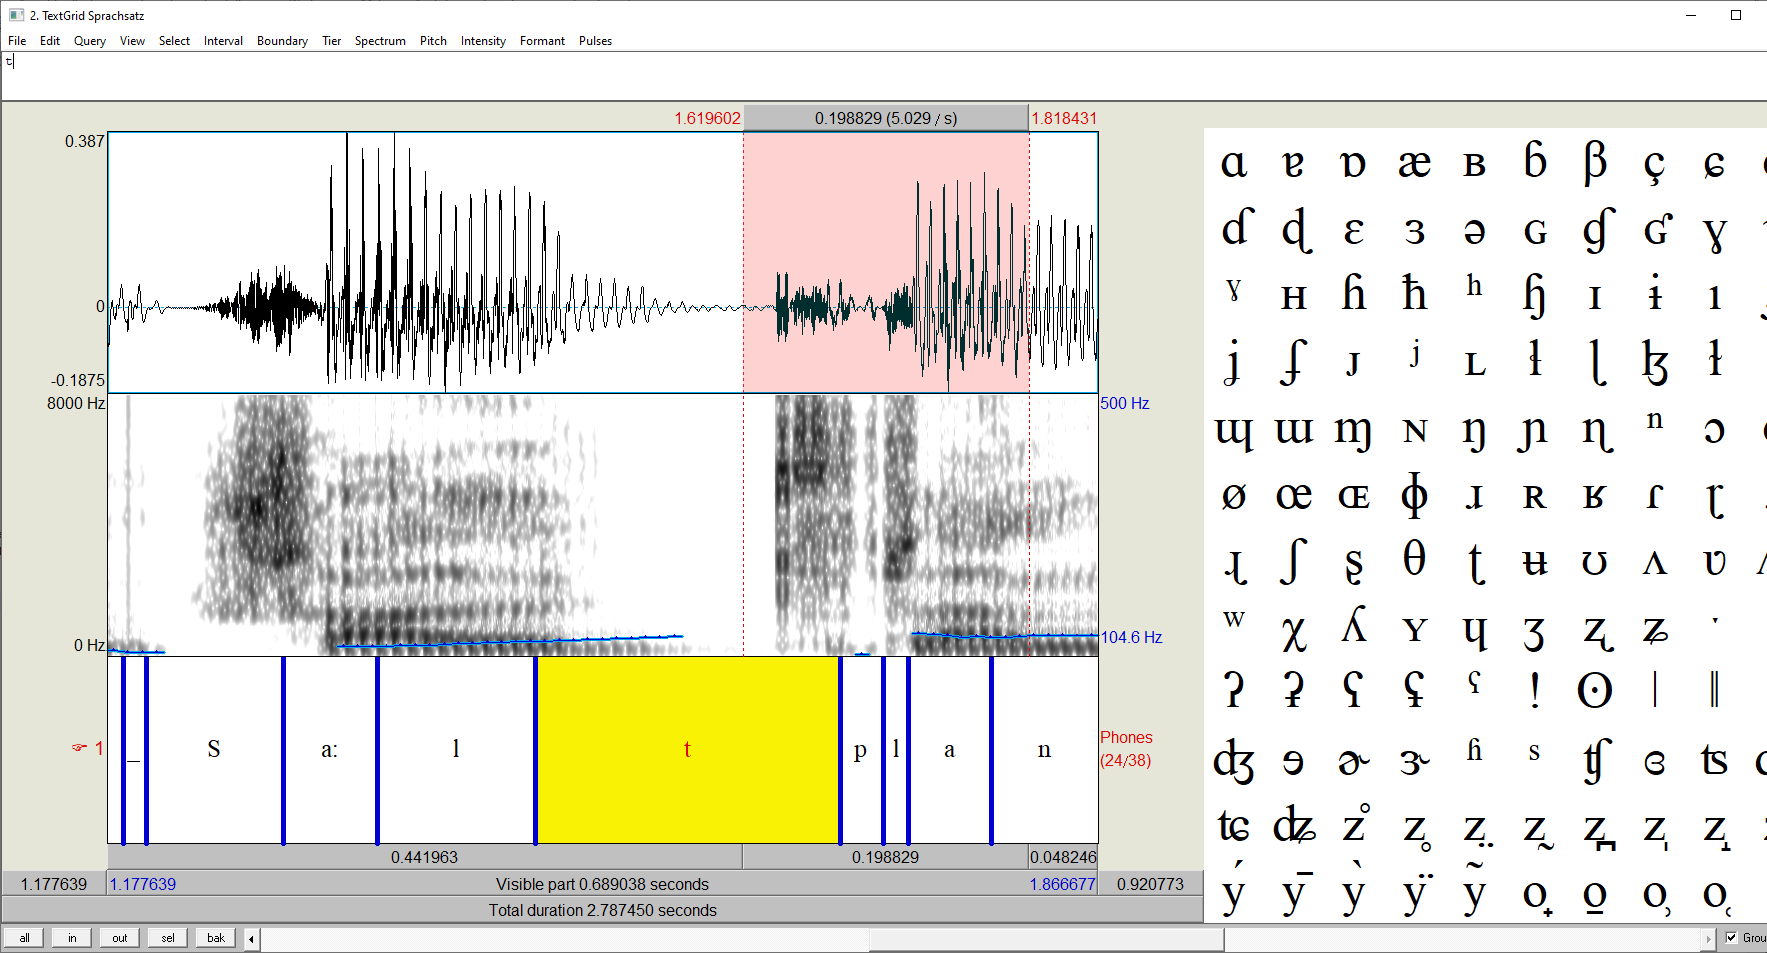 2. TextGrid Sprachsatz
File Edit Query View Select Interval Boundary Tier Spectrum Pitch Intensity Formant Pulses
t
1.619602 0.198829 (5.029 / s) 1.818431
0.387
0
-0.1875
8000 Hz 500 Hz
0 Hz 104.6 Hz
☞ 1 _ S a: l t p l a n Phones
(24/38)
0.441963 0.198829 0.048246
1.177639 1.177639 Visible part 0.689038 seconds 1.866677 0.920773
Total duration 2.787450 seconds
all in out sel bak Grou
ɑ ɐ ɒ æ ʙ ɓ β ç ɕ
ɗ ɖ ɛ ɜ ə ɢ ɠ ʛ ɣ
ˠ ʜ ɦ ħ ʰ ɧ ɪ ɨ ı
ʝ ʄ ɟ ʲ ʟ ɫ ɭ ɮ ɬ
ɰ ɯ ɱ ɴ ŋ ɲ ɳ ⁿ ɔ
ø œ ɶ ɸ ɹ ʀ ʁ ɾ ɽ
ɻ ʃ ʂ θ ʈ ʉ ʊ ʌ ʋ
ʷ χ ʎ ʏ ɥ ʒ ʐ ʑ
ʔ ʡ ʕ ʢ ˤ ! ʘ ǀ ǁ
ʤ ɘ ɚ ɝ ʱ ˢ ʧ ɞ ʦ
ʨ ʥ z̊ z̥ z̤ z̰ z̺ z̩ z̞
ý ȳ ỳ ÿ ỹ o̟ o̠ o̹ o̜